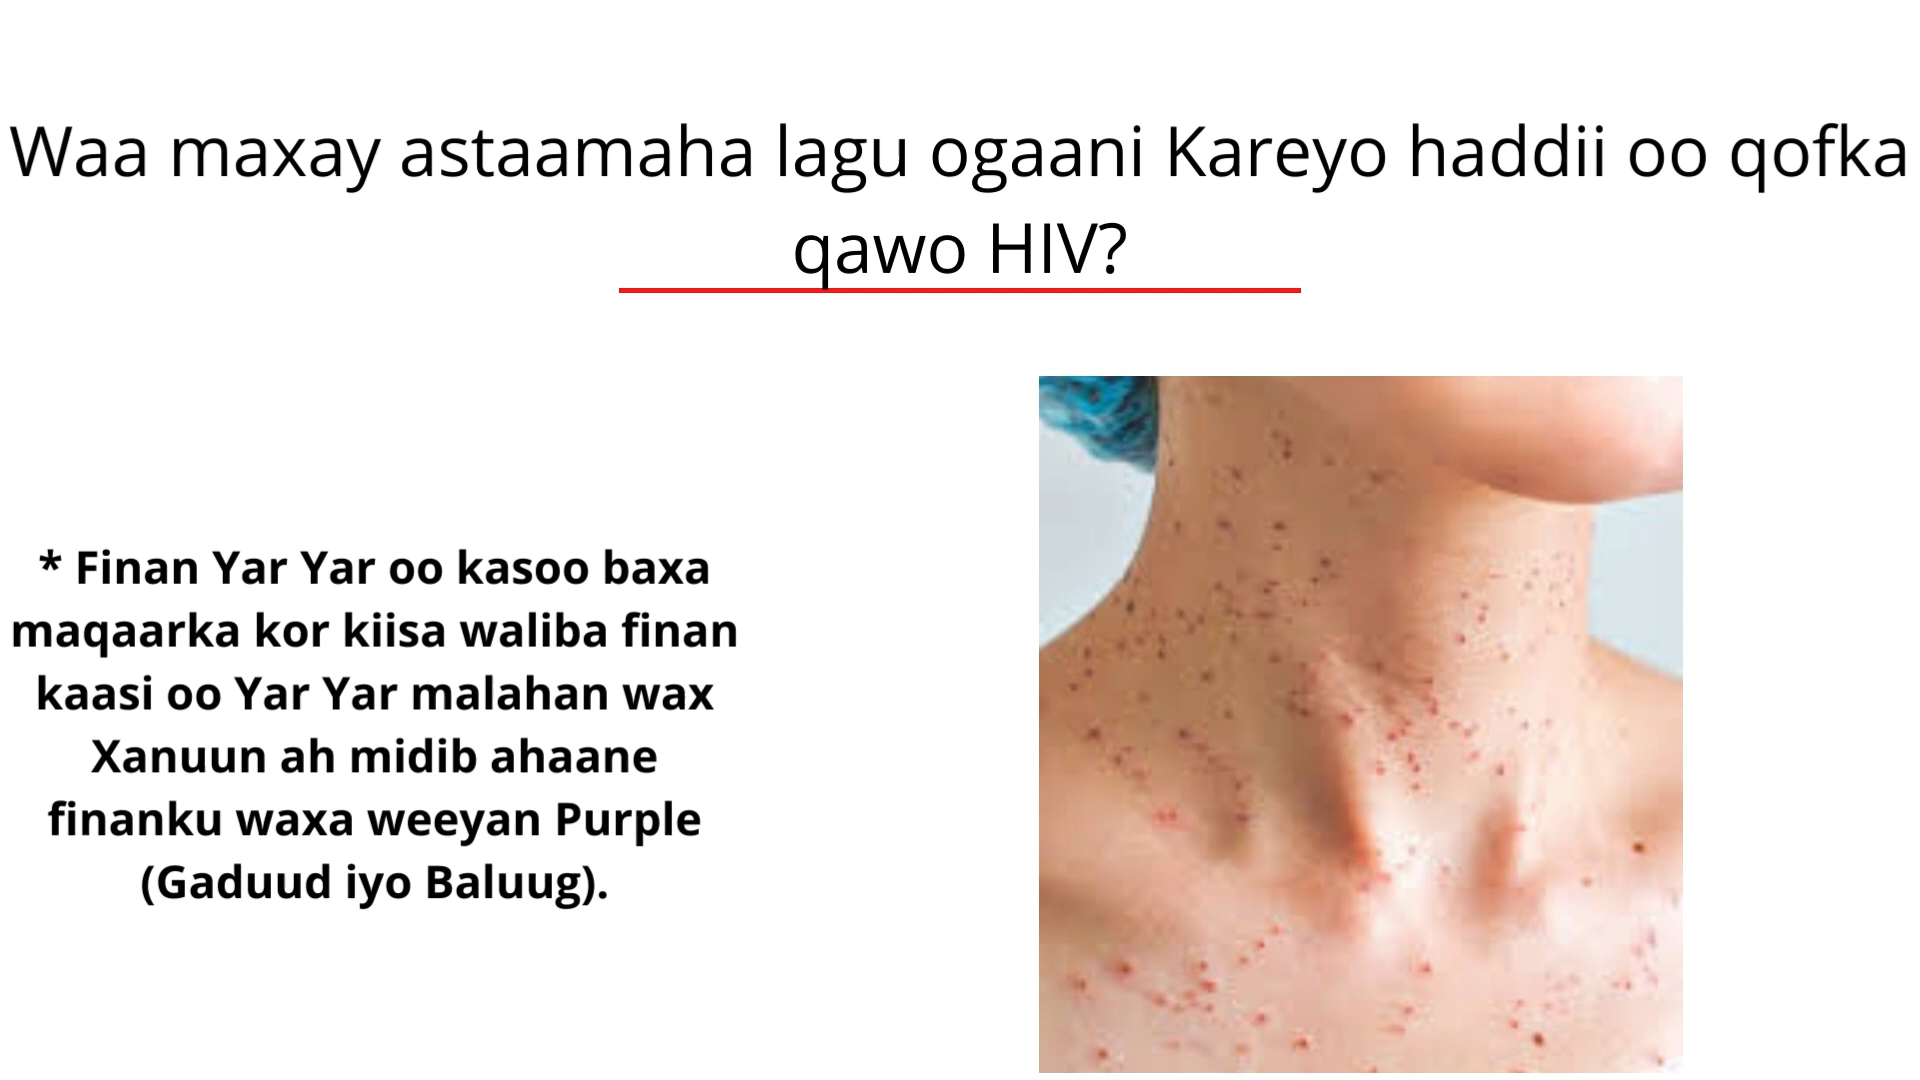 Waa maxay astaamaha lagu ogaani Kareyo haddii oo qofka
qawo HIV?
* Finan Yar Yar oo kasoo baxa
maqaarka kor kiisa waliba finan
kaasi oo Yar Yar malahan wax
Xanuun ah midib ahaane
finanku waxa weeyan Purple
(Gaduud iyo Baluug).